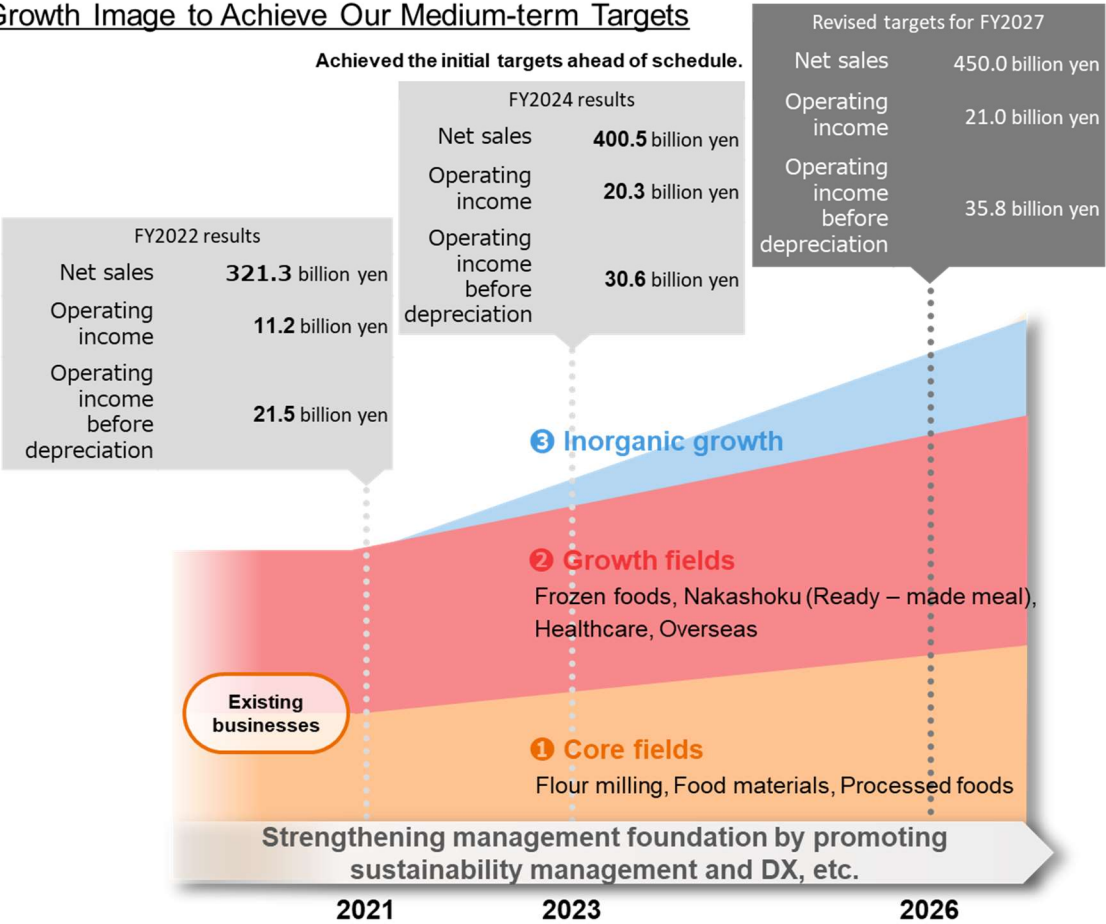 Growth Image to Achieve Our Medium-term Targets
Achieved the initial targets ahead of schedule.
Revised targets for FY2027
Net sales 450.0 billion yen
Operating
income 21.0 billion yen
Operating
income
before
depreciation 35.8 billion yen
FY2024 results
Net sales 400.5 billion yen
Operating
income 20.3 billion yen
Operating
income
before
depreciation 30.6 billion yen
FY2022 results
Net sales 321.3 billion yen
Operating
income 11.2 billion yen
Operating
income
before
depreciation 21.5 billion yen
❸ Inorganic growth
❷ Growth fields
Frozen foods, Nakashoku (Ready – made meal),
Healthcare, Overseas
Existing
businesses
❶ Core fields
Flour milling, Food materials, Processed foods
Strengthening management foundation by promoting
sustainability management and DX, etc.
2021 2023 2026